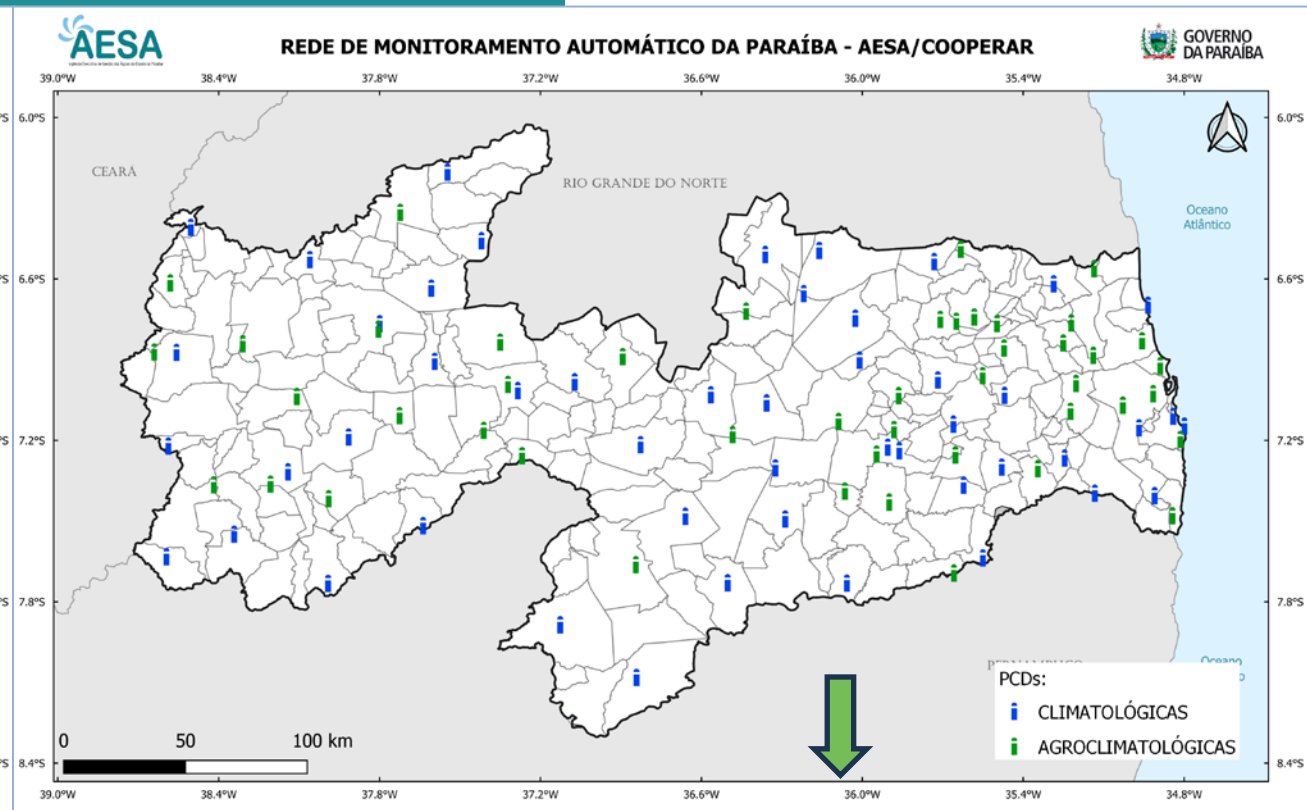 AESA
REDE DE MONITORAMENTO AUTOMÁTICO DA PARAÍBA - AESA/COOPERAR
GOVERNO
DA PARAÍBA
39.0°W 38.4°W 37.8°W 37.2°W 36.6°W 36.0°W 35.4°W 34.8°W
°S 6.0°S 6.0°S
CEARÁ
RIO GRANDE DO NORTE
Oceano
Atlântico
°S 6.6°S 6.6°S
°S 7.2°S 7.2°S
°S 7.8°S 7.8°S
PERNAMBUCO
Oceano
PCDs:
CLIMATOLÓGICAS
AGROCLIMATOLÓGICAS
0 50 100 km
°S 8.4°S 8.4°S
39.0°W 38.4°W 37.8°W 37.2°W 36.6°W 36.0°W 35.4°W 34.8°W